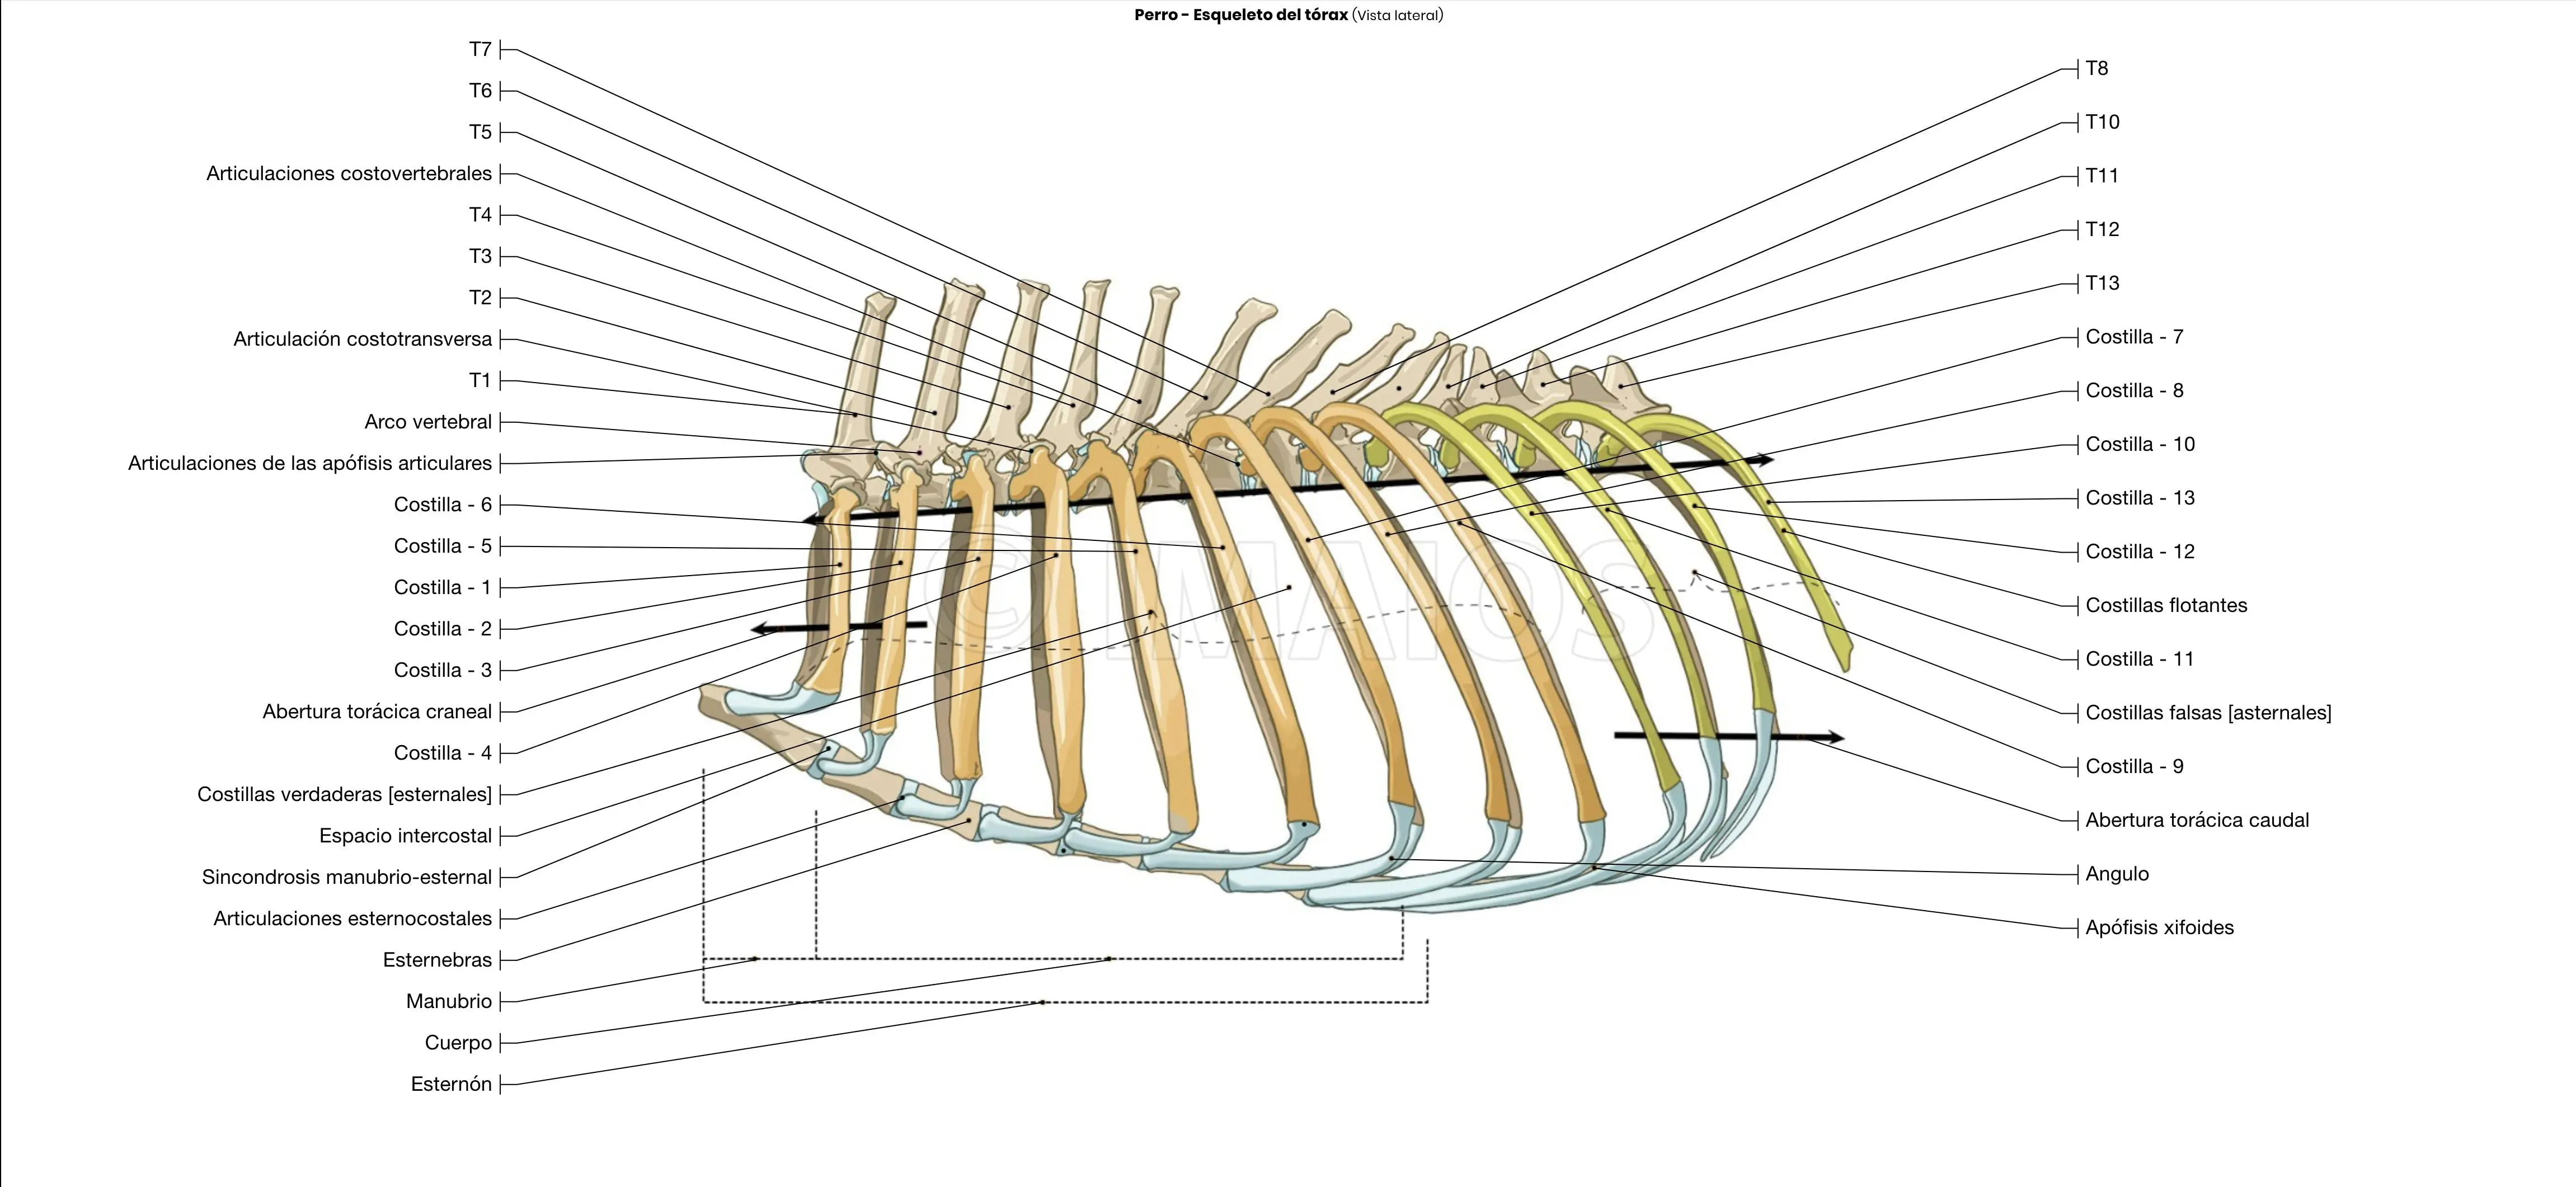 Perro - Esqueleto del tórax (Vista lateral)
T7
T6
T5
Articulaciones costovertebrales
T4
T3
T2
Articulación costotransversa
T1
Arco vertebral
Articulaciones de las apófisis articulares
Costilla - 6
Costilla - 5
Costilla - 1
Costilla - 2
Costilla - 3
Abertura torácica craneal
Costilla - 4
Costillas verdaderas [esternales]
Espacio intercostal
Sincondrosis manubrio-esternal
Articulaciones esternocostales
Esternebras
Manubrio
Cuerpo
Esternón
T8
T10
T11
T12
T13
Costilla - 7
Costilla - 8
Costilla - 10
Costilla - 13
Costilla - 12
Costillas flotantes
Costilla - 11
Costillas falsas [asternales]
Costilla - 9
Abertura torácica caudal
Angulo
Apófisis xifoides
© IMAIOS